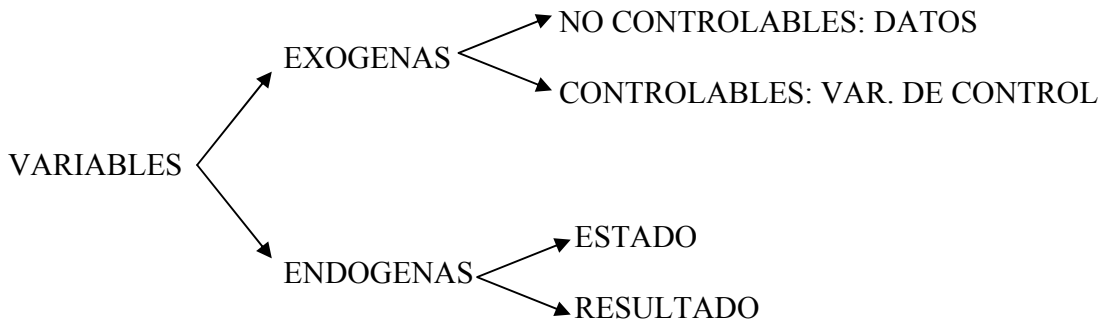 NO CONTROLABLES: DATOS
EXOGENAS
CONTROLABLES: VAR. DE CONTROL
VARIABLES
ESTADO
ENDOGENAS
RESULTADO